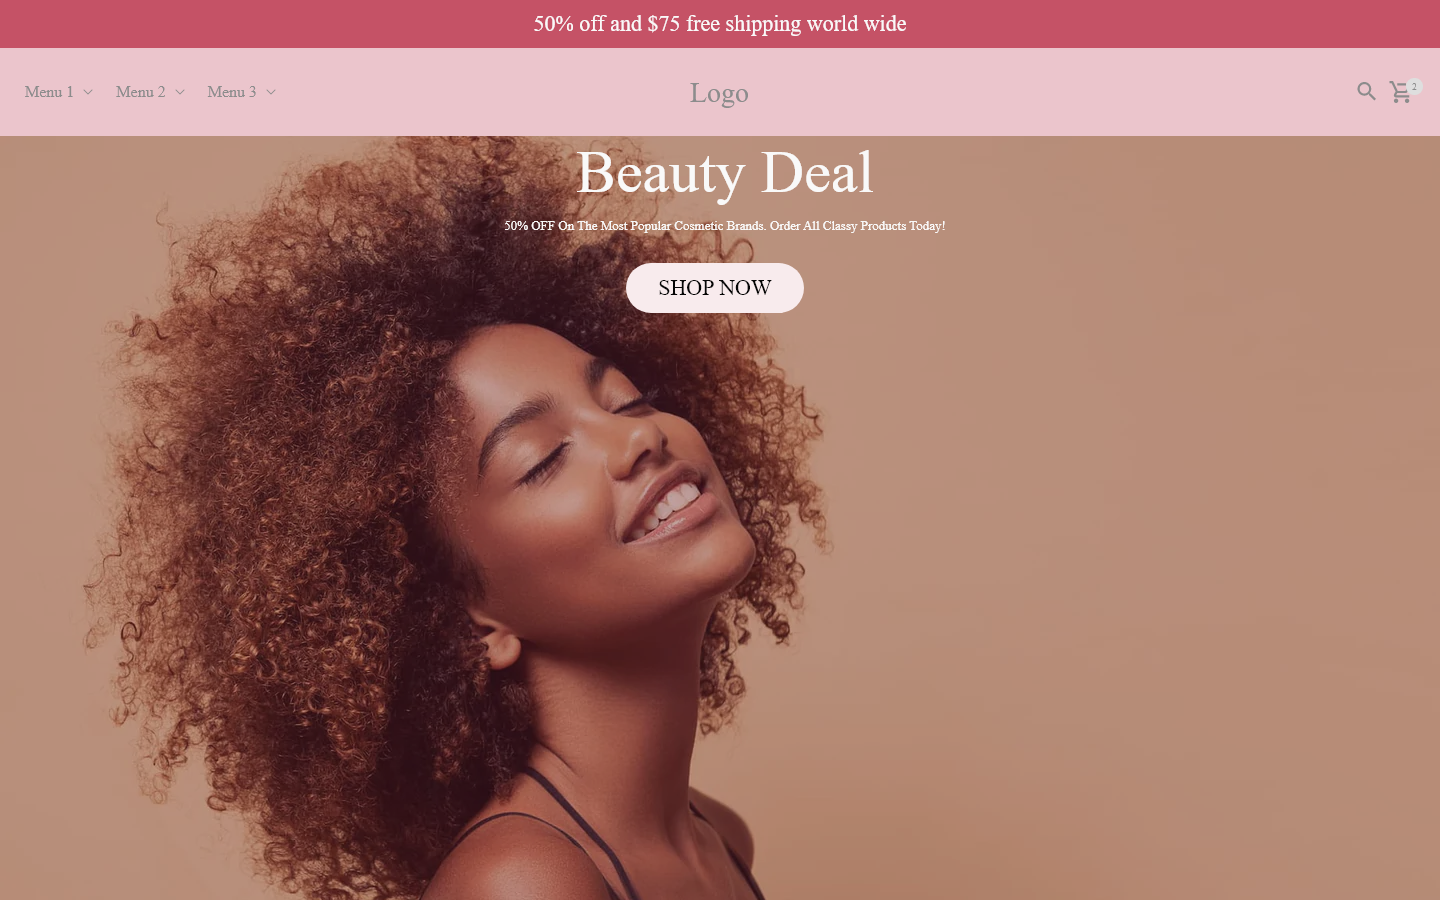 50% off and $75 free shipping world wide
Menu 1
Menu 2
Menu 3
Logo
2
Beauty Deal
50% OFF On The Most Popular Cosmetic Brands. Order All Classy Products Today!
SHOP NOW